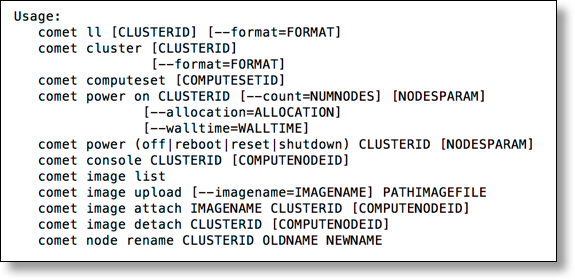 Usage:
comet ll [CLUSTERID] [--format=FORMAT]
comet cluster [CLUSTERID]
[--format=FORMAT]
comet computeset [COMPUTESETID]
comet power on CLUSTERID [--count=NUMNODES] [NODESPARAM]
[--allocation=ALLOCATION]
[--walltime=WALLTIME]
comet power (off|reboot|reset|shutdown) CLUSTERID [NODESPARAM]
comet console CLUSTERID [COMPUTENODEID]
comet image list
comet image upload [--imagename=IMAGENAME] PATHIMAGEFILE
comet image attach IMAGENAME CLUSTERID [COMPUTENODEID]
comet image detach CLUSTERID [COMPUTENODEID]
comet node rename CLUSTERID OLDNAME NEWNAME